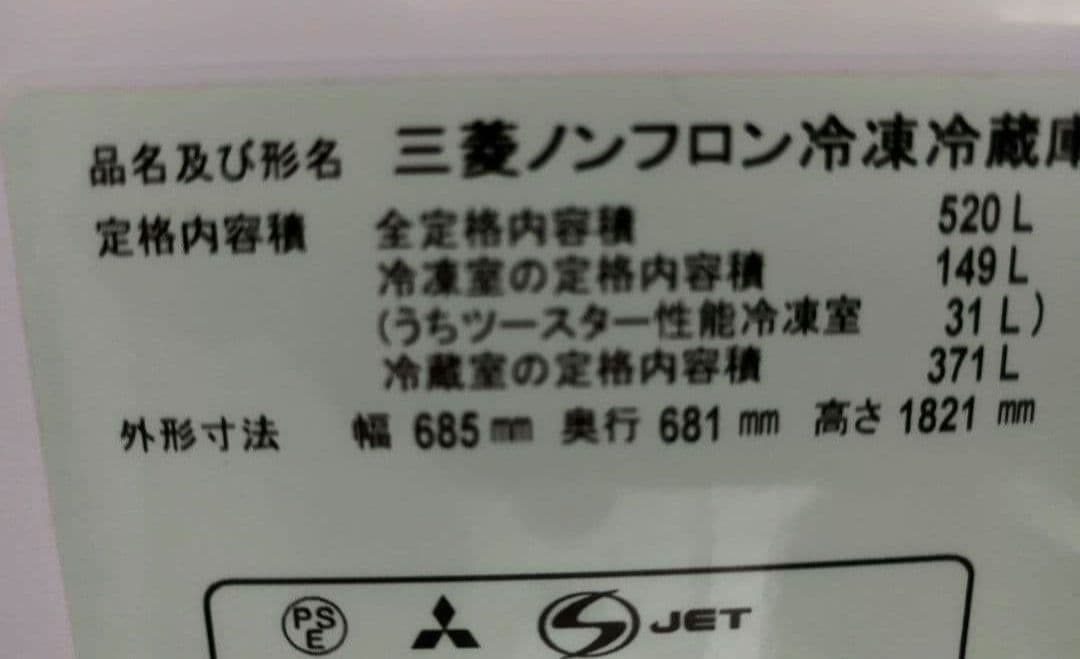 品名及び形名 三菱ノンフロン冷凍冷蔵庫
定格内容積 全定格内容積 520 L
冷凍室の定格内容積 149 L
(うちツースター性能冷凍室 31 L)
冷蔵室の定格内容積 371 L
外形寸法 幅 685 mm 奥行 681 mm 高さ 1821 mm
PSE JET